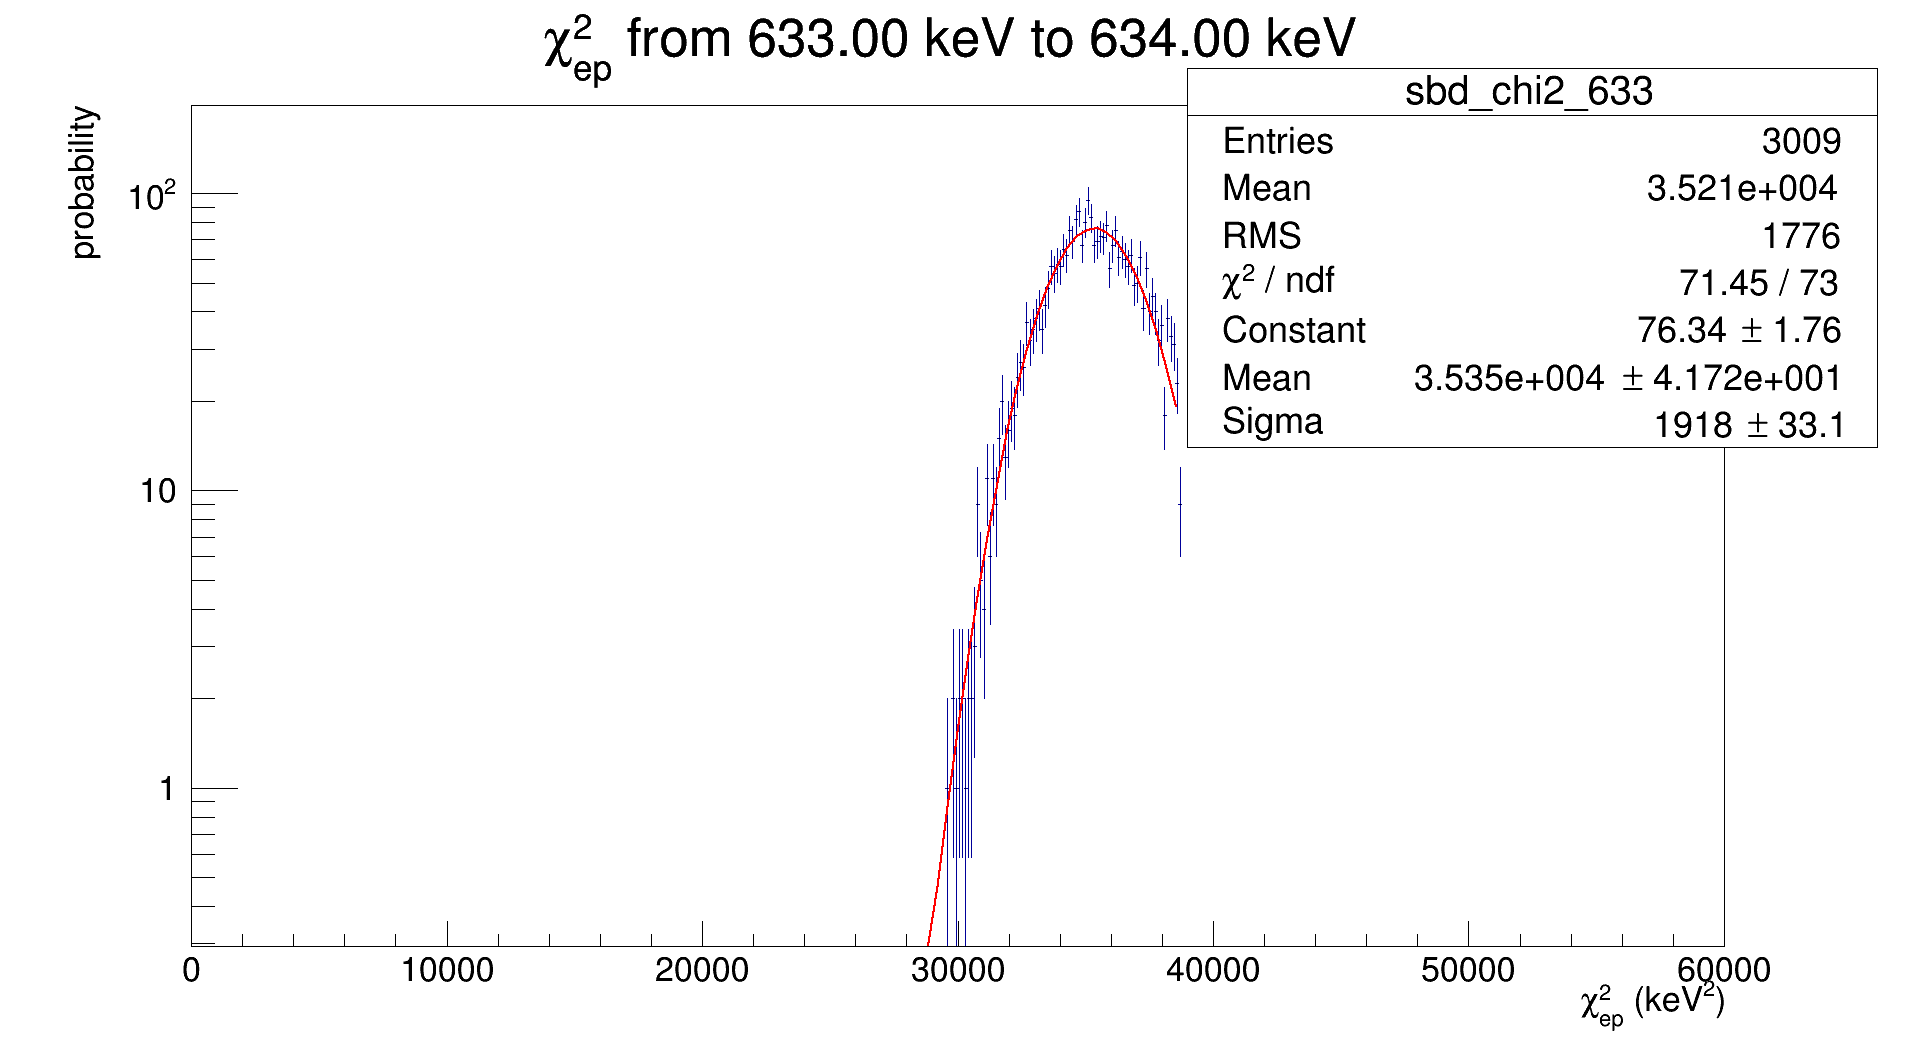 χ²ep from 633.00 keV to 634.00 keV
sbd_chi2_633
Entries 3009
Mean 3.521e+004
RMS 1776
χ² / ndf 71.45 / 73
Constant 76.34 ± 1.76
Mean 3.535e+004 ± 4.172e+001
Sigma 1918 ± 33.1
probability
10²
10
1
0 10000 20000 30000 40000 50000 60000
χ²ep (keV²)